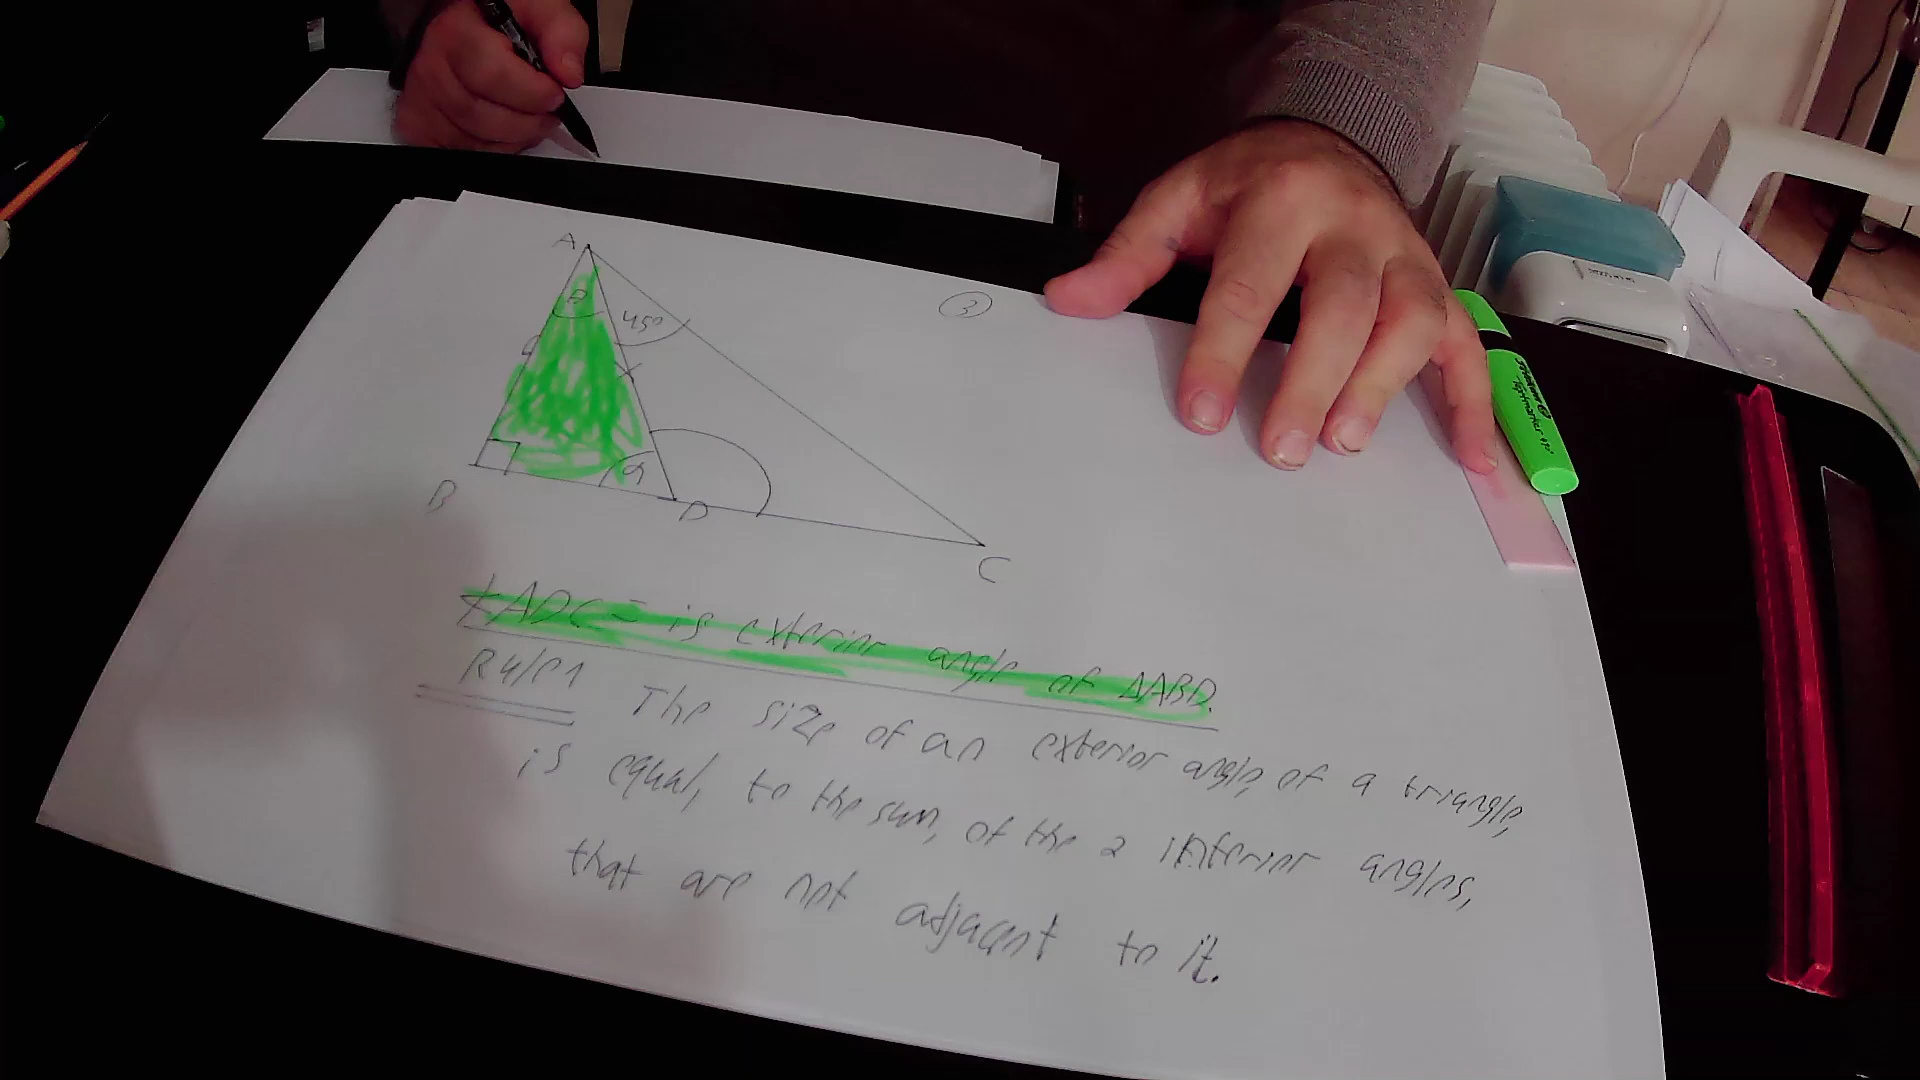 3
A
45°
X
B
D
C
∡ADC = is exterior angle of ΔABD.
R4/P1 The size of an exterior angle, of a triangle,
is equal, to the sum, of the 2 interior angles,
that are not adjacent to it.